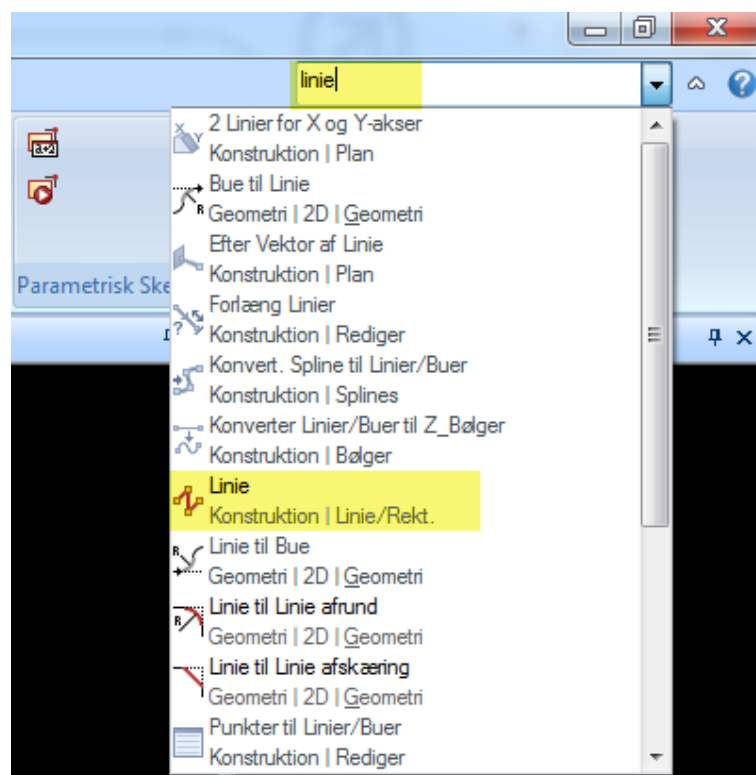 linie
2 Linier for X og Y-akser
Konstruktion | Plan
Bue til Linie
Geometri | 2D | Geometri
Efter Vektor af Linie
Konstruktion | Plan
Forlæng Linier
Konstruktion | Rediger
Konvert. Spline til Linier/Buer
Konstruktion | Splines
Konverter Linier/Buer til Z_Bølger
Konstruktion | Bølger
Linie
Konstruktion | Linie/Rekt.
Linie til Bue
Geometri | 2D | Geometri
Linie til Linie afrund
Geometri | 2D | Geometri
Linie til Linie afskæring
Geometri | 2D | Geometri
Punkter til Linier/Buer
Konstruktion | Rediger
a+2
Parametrisk Ske